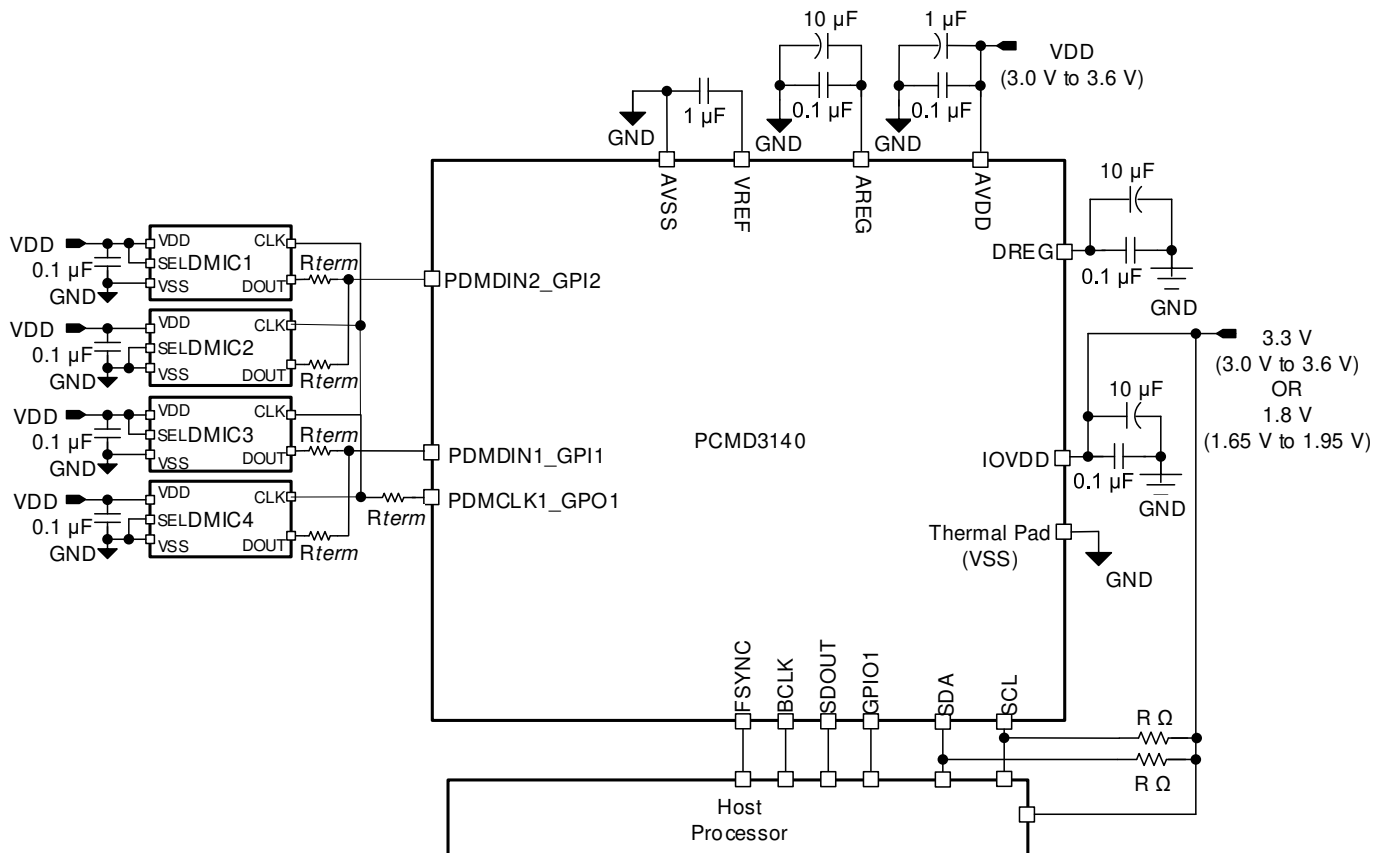 10 µF
1 µF
VDD
(3.0 V to 3.6 V)
1 µF
0.1 µF
0.1 µF
GND
GND
GND
AVSS
VREF
AREG
AVDD
10 µF
DREG
0.1 µF
GND
VDD
0.1 µF
GND
VDD
SEL
VSS
DMIC1
CLK
DOUT
Rterm
PDMDIN2_GPI2
VDD
0.1 µF
GND
VDD
SEL
VSS
DMIC2
CLK
DOUT
Rterm
VDD
0.1 µF
GND
VDD
SEL
VSS
DMIC3
CLK
DOUT
Rterm
PDMDIN1_GPI1
VDD
0.1 µF
GND
VDD
SEL
VSS
DMIC4
CLK
DOUT
Rterm
Rterm
PDMCLK1_GPO1
PCMD3140
3.3 V
(3.0 V to 3.6 V)
OR
1.8 V
(1.65 V to 1.95 V)
10 µF
IOVDD
0.1 µF
GND
Thermal Pad
(VSS)
GND
FSYNC
BCLK
SDOUT
GPIO1
SDA
SCL
R Ω
R Ω
Host
Processor